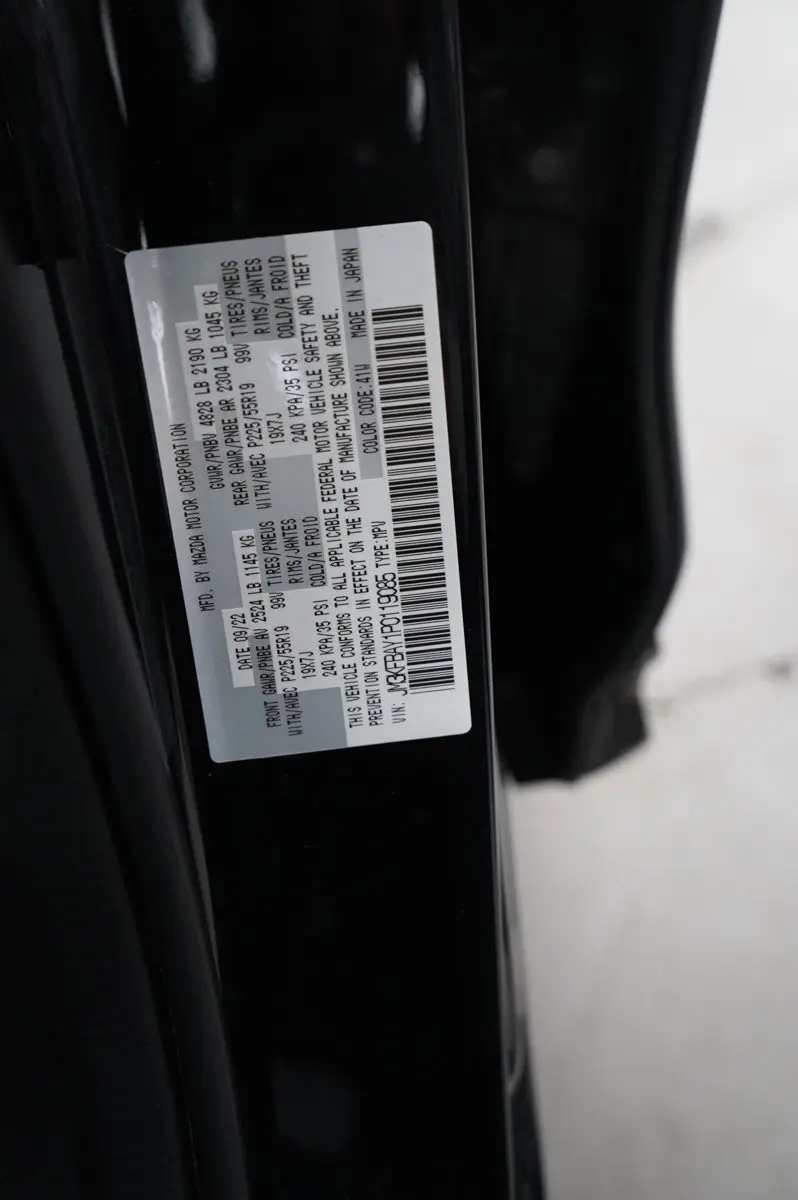 MFD. BY MAZDA MOTOR CORPORATION
DATE 09/22 GVWR/PNBV 4828 LB 2190 KG
FRONT GAWR/PNBE AV 2524 LB 1145 KG REAR GAWR/PNBE AR 2304 LB 1045 KG
WITH/AVEC P225/55R19 99V TIRES/PNEUS WITH/AVEC P225/55R19 99V TIRES/PNEUS
19X7J RIMS/JANTES 19X7J RIMS/JANTES
240 KPA/35 PSI COLD/A FROID 240 KPA/35 PSI COLD/A FROID
THIS VEHICLE CONFORMS TO ALL APPLICABLE FEDERAL MOTOR VEHICLE SAFETY AND THEFT
PREVENTION STANDARDS IN EFFECT ON THE DATE OF MANUFACTURE SHOWN ABOVE.
VIN: JM3KFBAY1P0119085 TYPE:MPV COLOR CODE:41W MADE IN JAPAN